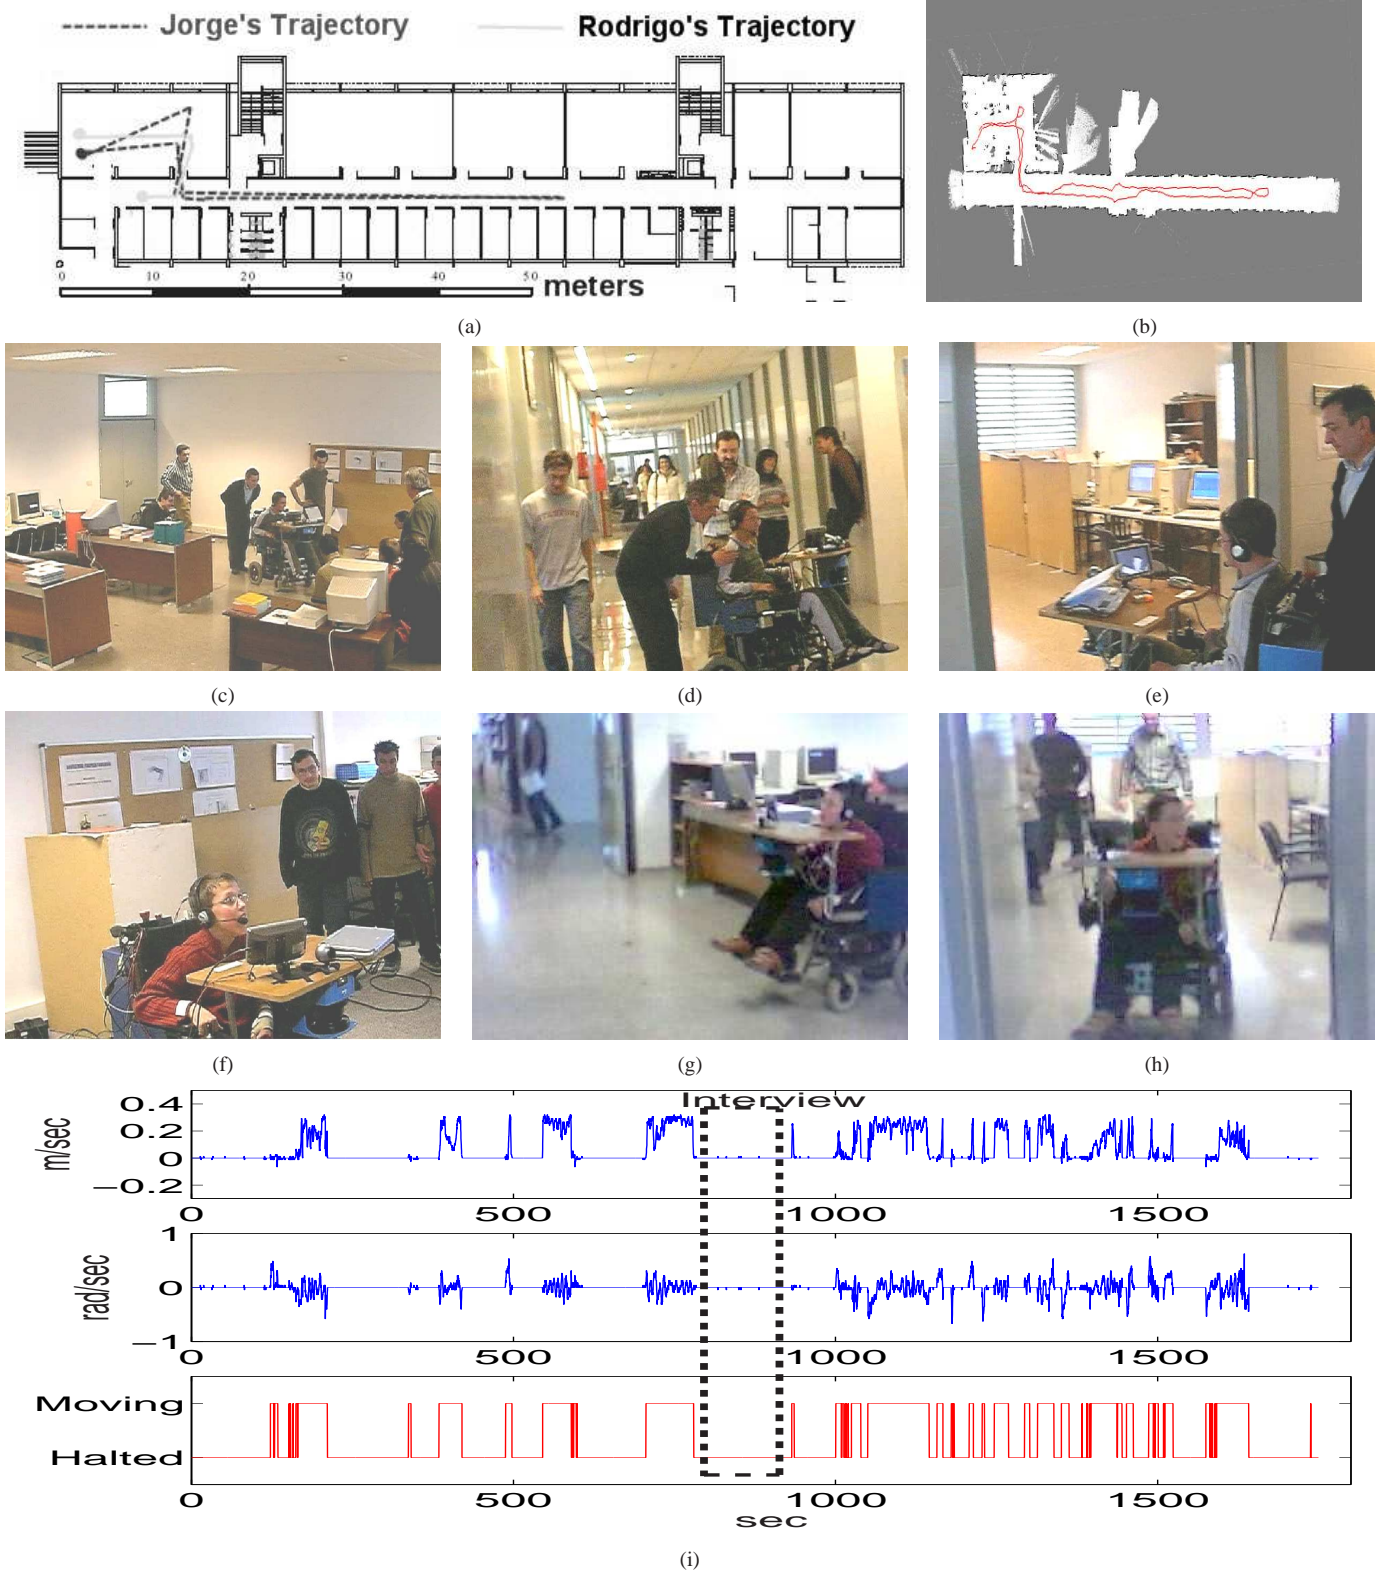 Jorge's Trajectory Rodrigo's Trajectory
0 10 20 30 40 50
meters
(a) (b)
(c) (d) (e)
(f) (g) (h)
Interview
m/sec
0.4
0.2
0
−0.2
0 500 1000 1500
rad/sec
1
0
−1
0 500 1000 1500
Moving
Halted
0 500 1000 1500
sec
(i)